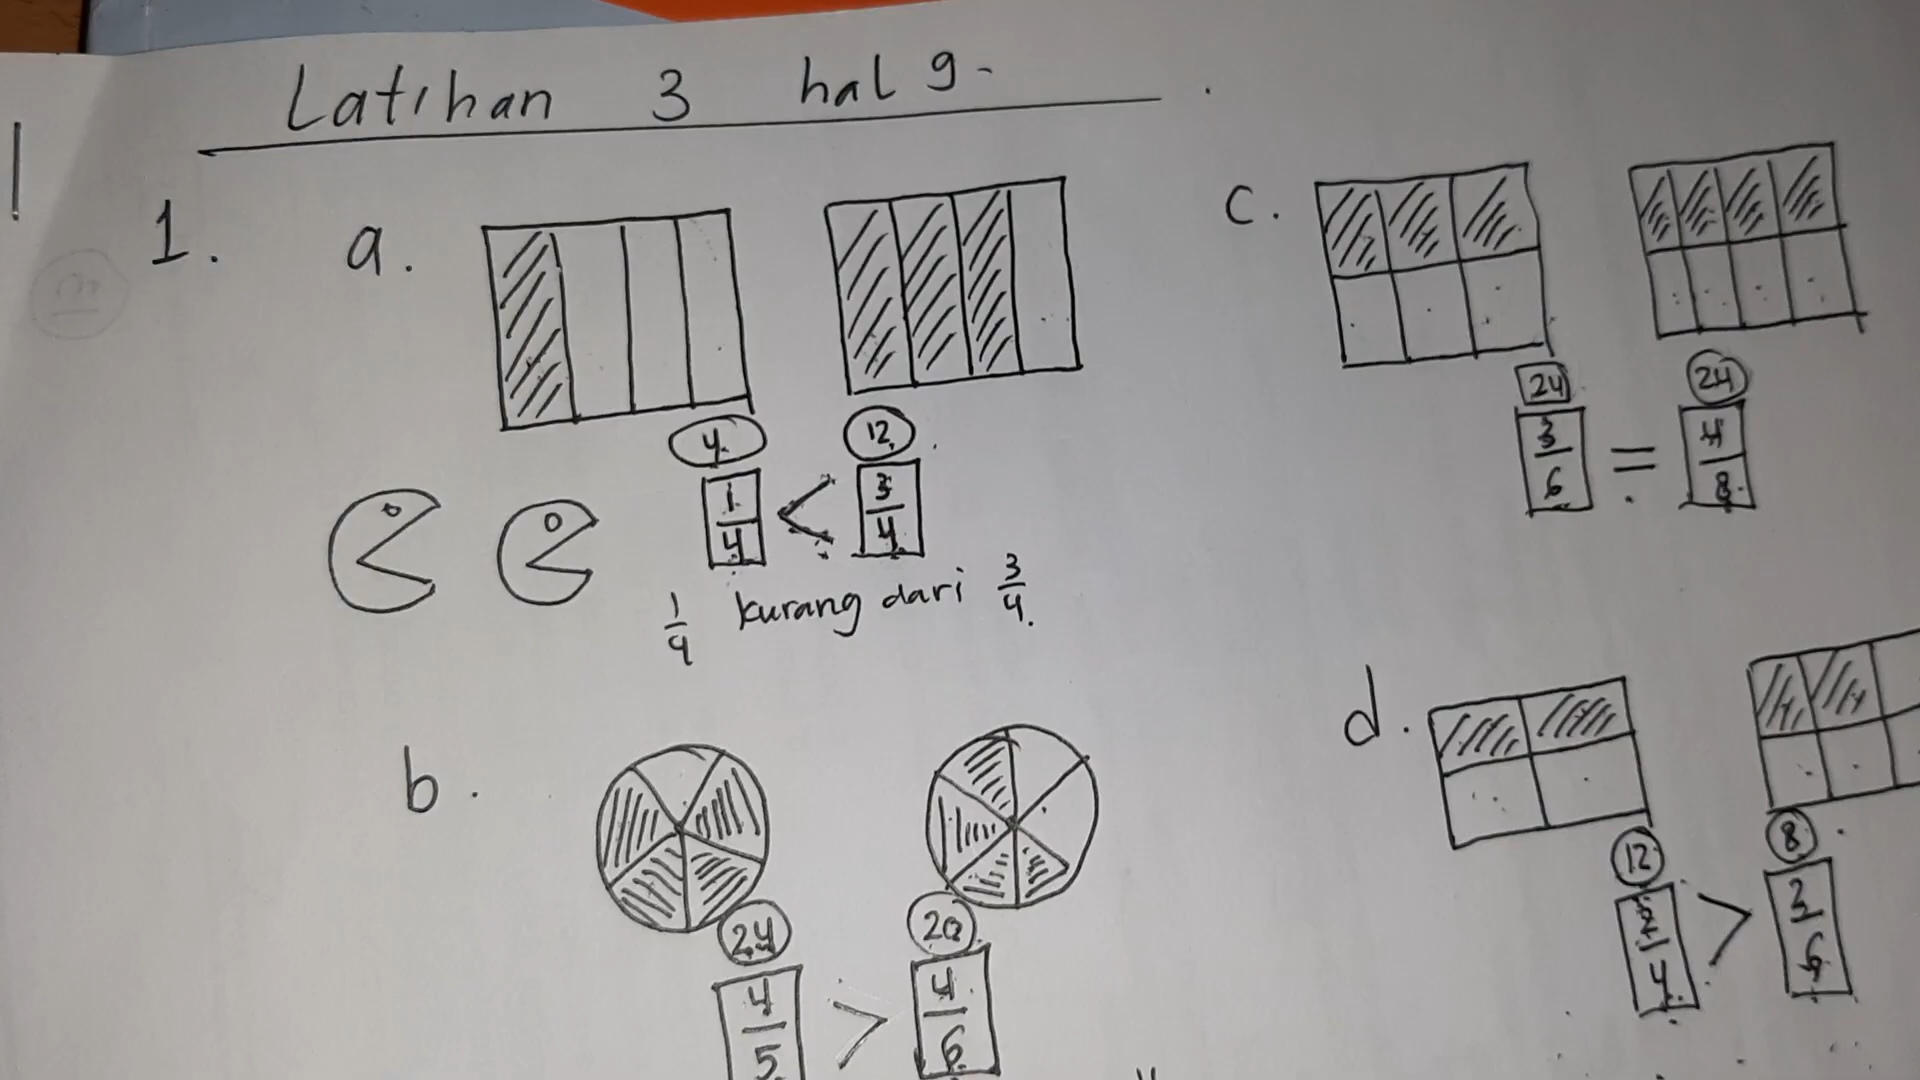 Latihan 3 hal 9.
1. a.
4 12
1/4 < 3/4
1/4 kurang dari 3/4.
b.
24 20
4/5 > 4/6
c.
24 24
3/6 = 4/8
d.
12 8
2/4 > 2/6